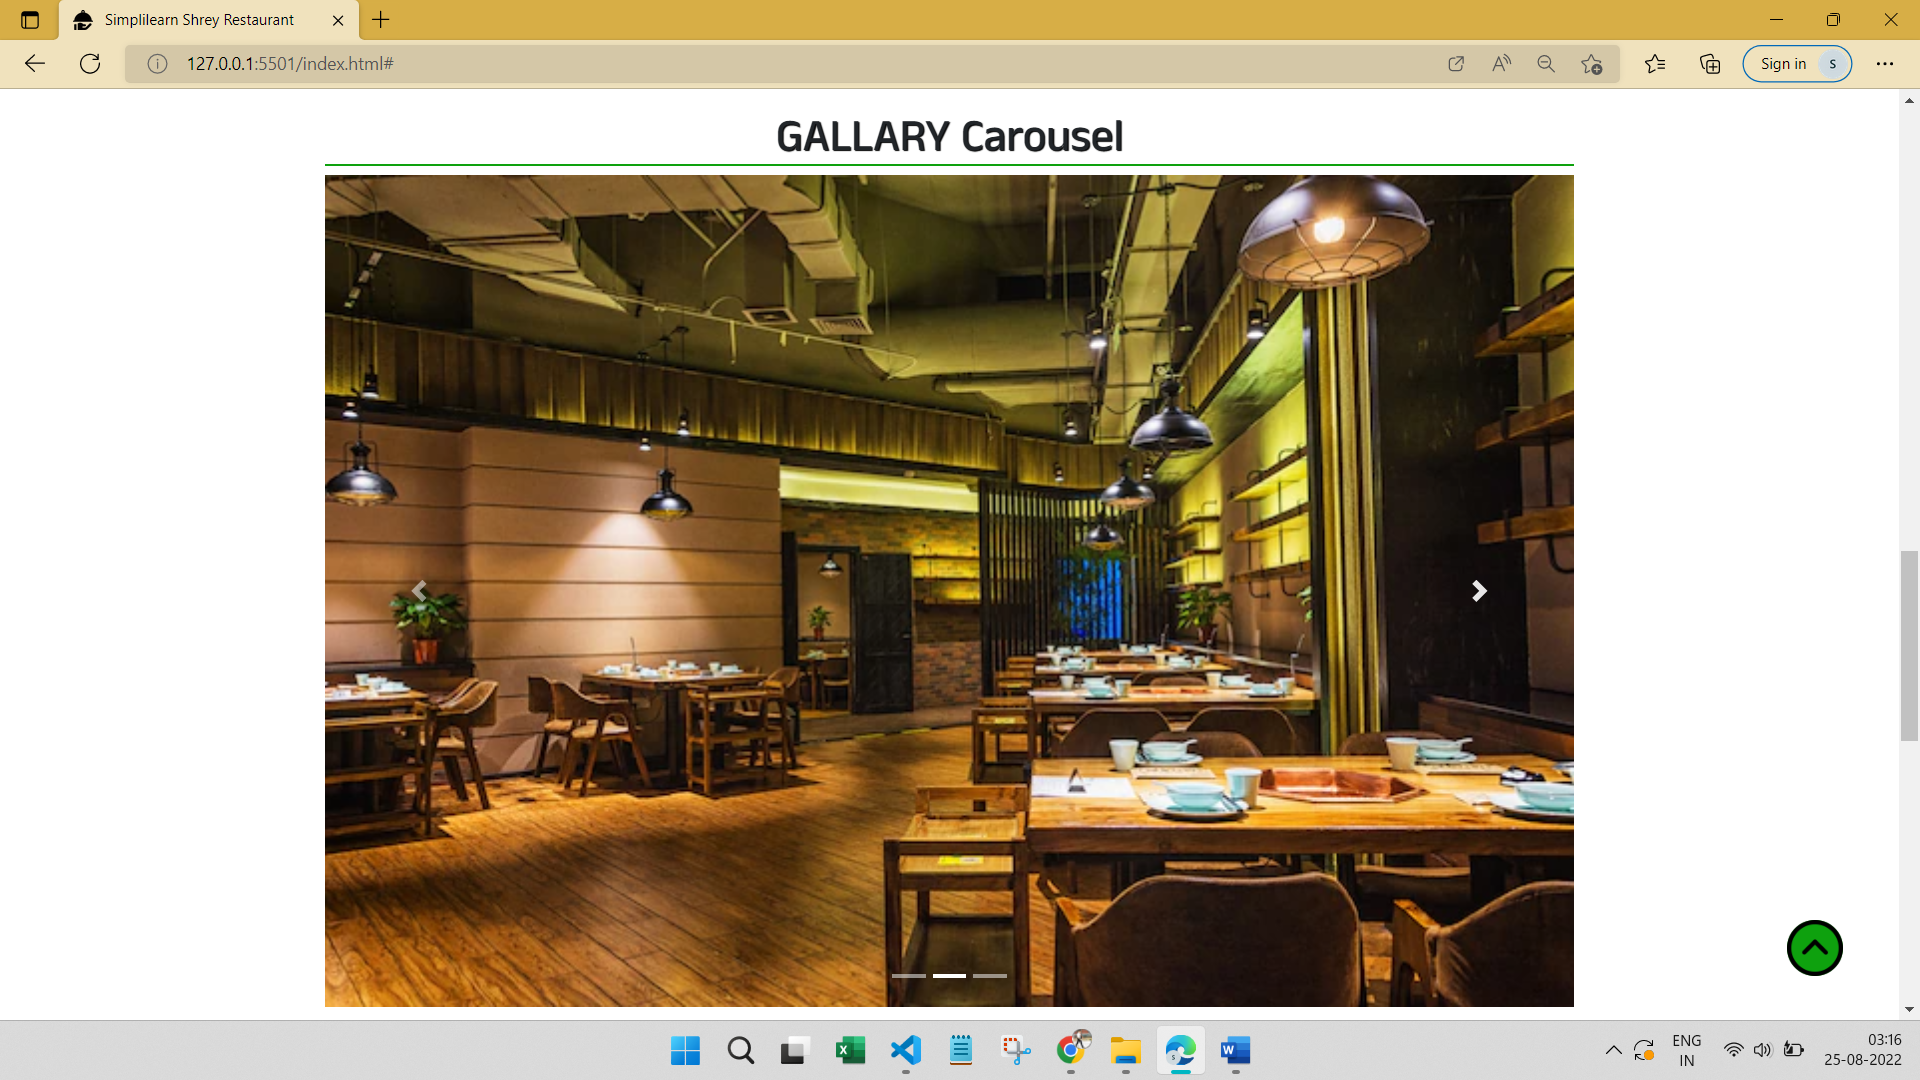 Simplilearn Shrey Restaurant
127.0.0.1:5501/index.html#
Sign in
S
GALLARY Carousel
ENG
IN
03:16
25-08-2022